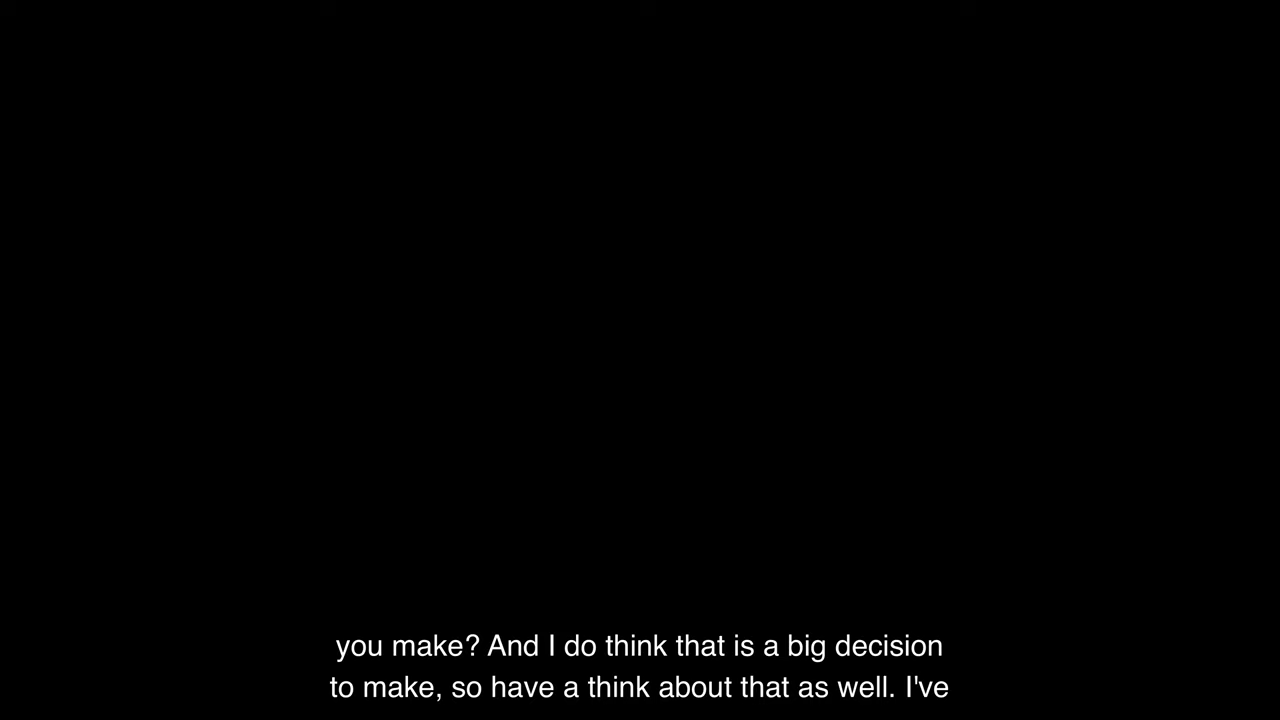 you make? And I do think that is a big decision
to make, so have a think about that as well. I've